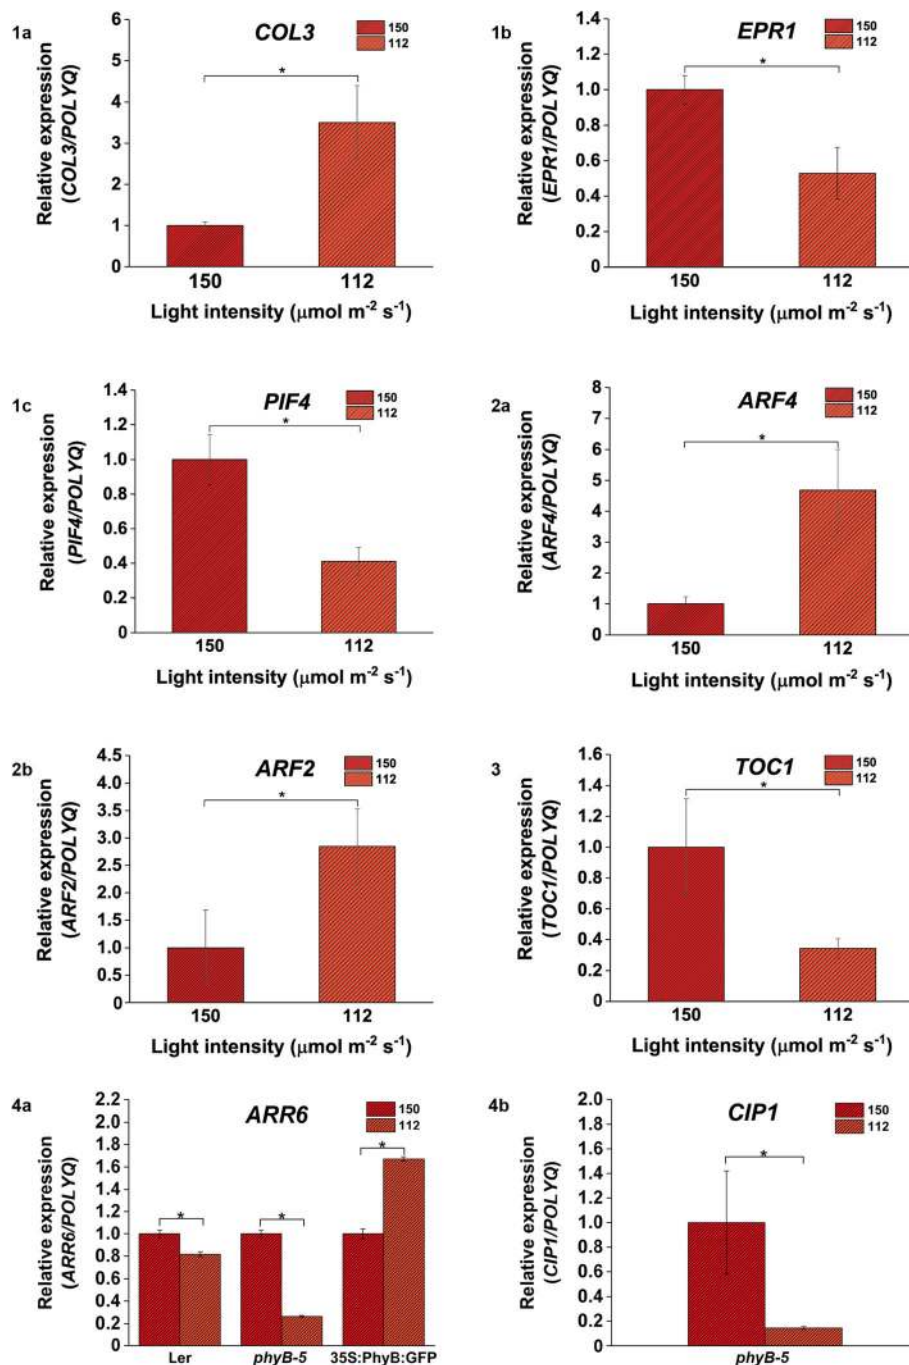 1a
COL3
150
112
*
Relative expression
(COL3/POLYQ)
6
5
4
3
2
1
0
150 112
Light intensity (μmol m-2 s-1)
1b
EPR1
150
112
*
Relative expression
(EPR1/POLYQ)
1.4
1.2
1.0
0.8
0.6
0.4
0.2
0
150 112
Light intensity (μmol m-2 s-1)
1c
PIF4
150
112
*
Relative expression
(PIF4/POLYQ)
1.4
1.2
1.0
0.8
0.6
0.4
0.2
0
150 112
Light intensity (μmol m-2 s-1)
2a
ARF4
150
112
*
Relative expression
(ARF4/POLYQ)
8
7
6
5
4
3
2
1
0
150 112
Light intensity (μmol m-2 s-1)
2b
ARF2
150
112
*
Relative expression
(ARF2/POLYQ)
4.5
4.0
3.5
3.0
2.5
2.0
1.5
1.0
0.5
0
150 112
Light intensity (μmol m-2 s-1)
3
TOC1
150
112
*
Relative expression
(TOC1/POLYQ)
1.6
1.4
1.2
1.0
0.8
0.6
0.4
0.2
0
150 112
Light intensity (μmol m-2 s-1)
4a
ARR6
150
112
* * *
Relative expression
(ARR6/POLYQ)
2.2
2.0
1.8
1.6
1.4
1.2
1.0
0.8
0.6
0.4
0.2
0
Ler phyB-5 35S:PhyB:GFP
4b
CIP1
150
112
*
Relative expression
(CIP1/POLYQ)
2.0
1.8
1.6
1.4
1.2
1.0
0.8
0.6
0.4
0.2
0
phyB-5